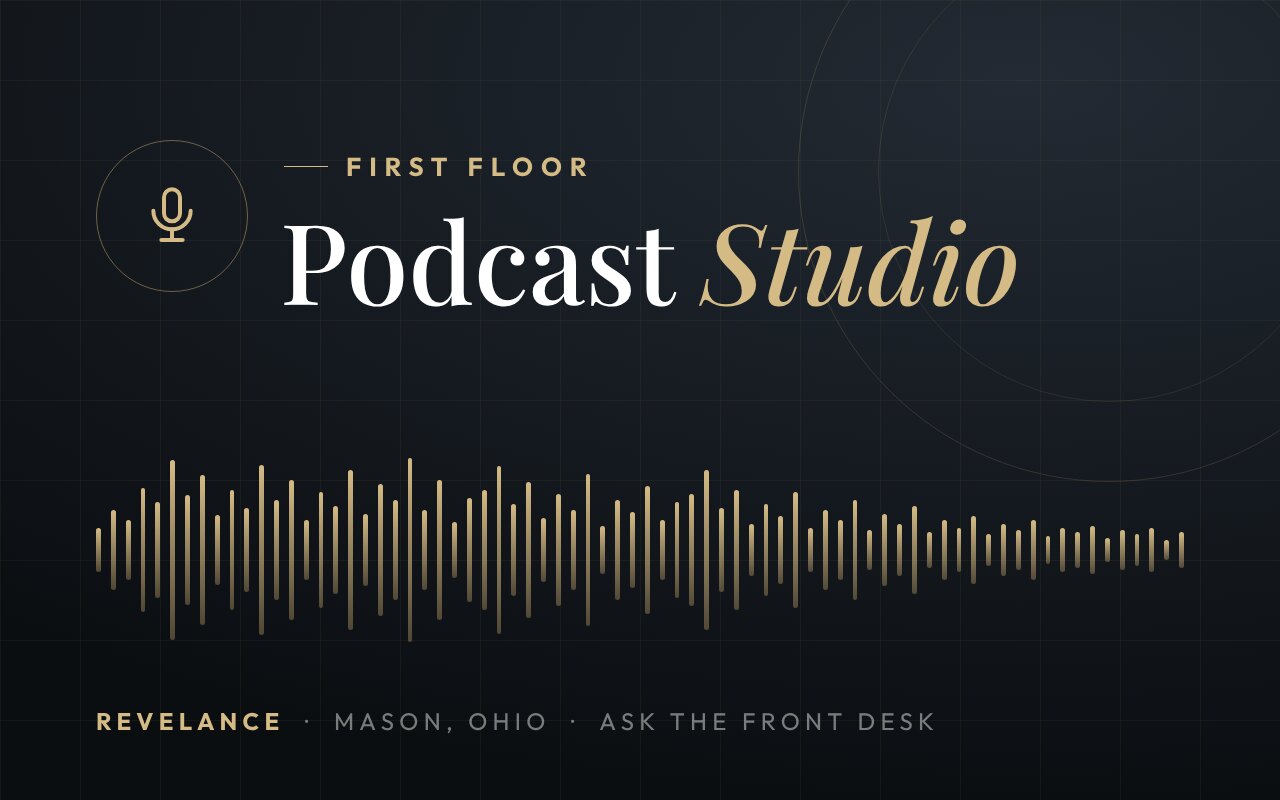 FIRST FLOOR
Podcast Studio
REVELANCE · MASON, OHIO · ASK THE FRONT DESK